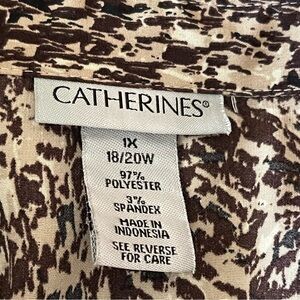 CATHERINES®
1X
18/20W
97%
POLYESTER
3%
SPANDEX
MADE IN
INDONESIA
SEE REVERSE
FOR CARE